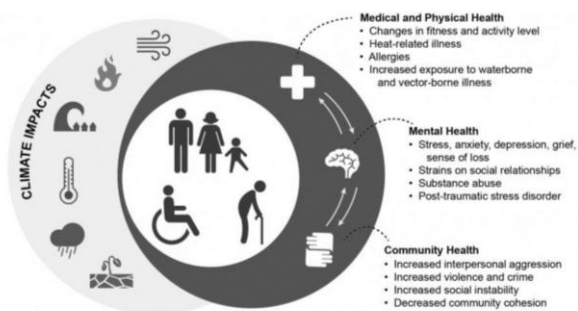 CLIMATE IMPACTS
Medical and Physical Health
• Changes in fitness and activity level
• Heat-related illness
• Allergies
• Increased exposure to waterborne
and vector-borne illness
Mental Health
• Stress, anxiety, depression, grief,
sense of loss
• Strains on social relationships
• Substance abuse
• Post-traumatic stress disorder
Community Health
• Increased interpersonal aggression
• Increased violence and crime
• Increased social instability
• Decreased community cohesion